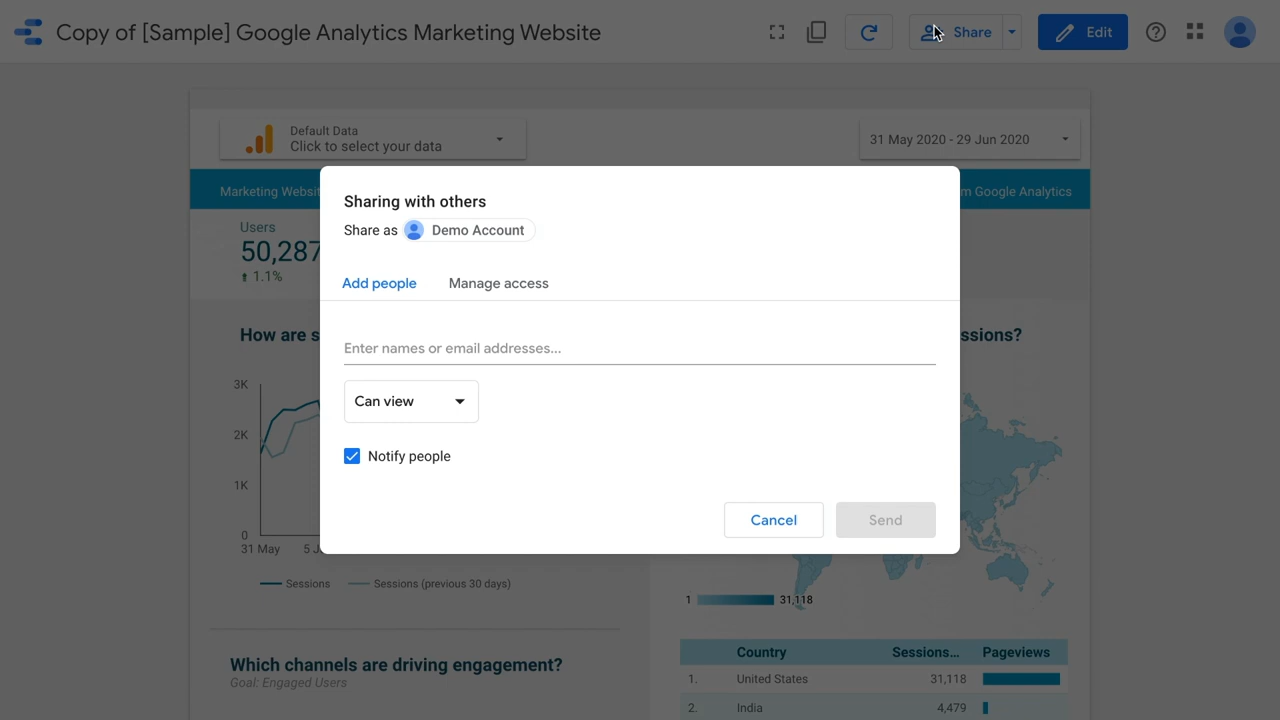 Copy of [Sample] Google Analytics Marketing Website
Share
Edit
Default Data
Click to select your data
31 May 2020 - 29 Jun 2020
Google Analytics
Users
50,287
1.1%
Sharing with others
Share as Demo Account
Add people
Manage access
Enter names or email addresses...
Can view
Notify people
Cancel
Send
How are
3K
2K
1K
0
31 May
5
Sessions
Sessions (previous 30 days)
1
31,118
Which channels are driving engagement?
Goal: Engaged Users
Country Sessions... Pageviews
1. United States 31,118
2. India 4,479